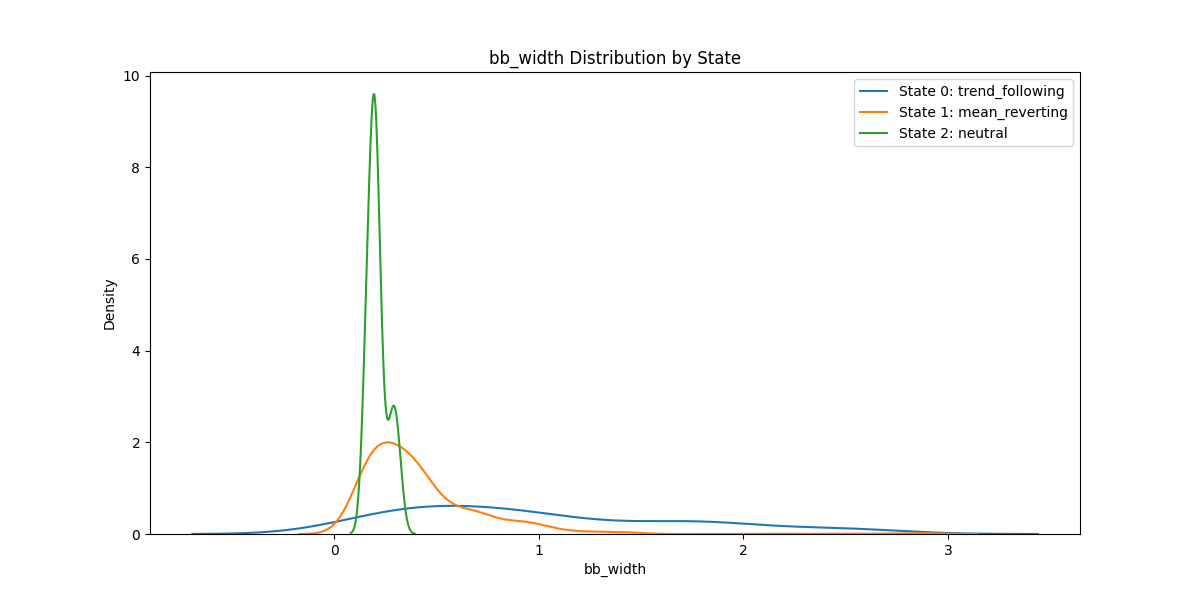 bb_width Distribution by State
State 0: trend_following
State 1: mean_reverting
State 2: neutral
Density
10
8
6
4
2
0
0
1
2
3
bb_width